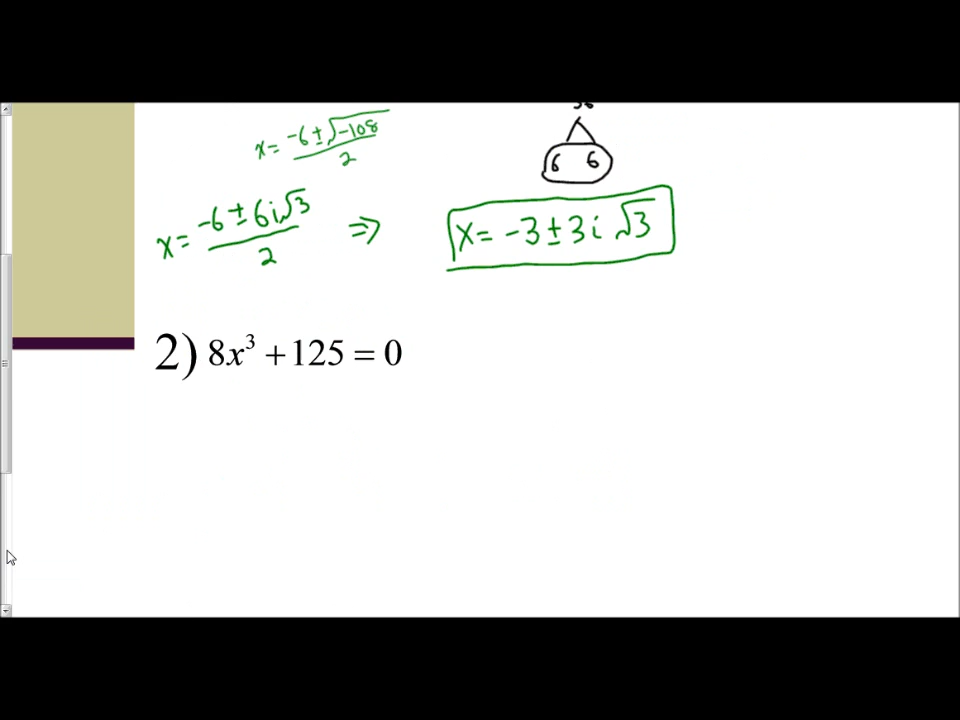 x = (-6 ± √-108) / 2
6 6
x = (-6 ± 6i√3) / 2 ⇒ x = -3 ± 3i √3
2) 8x³ + 125 = 0